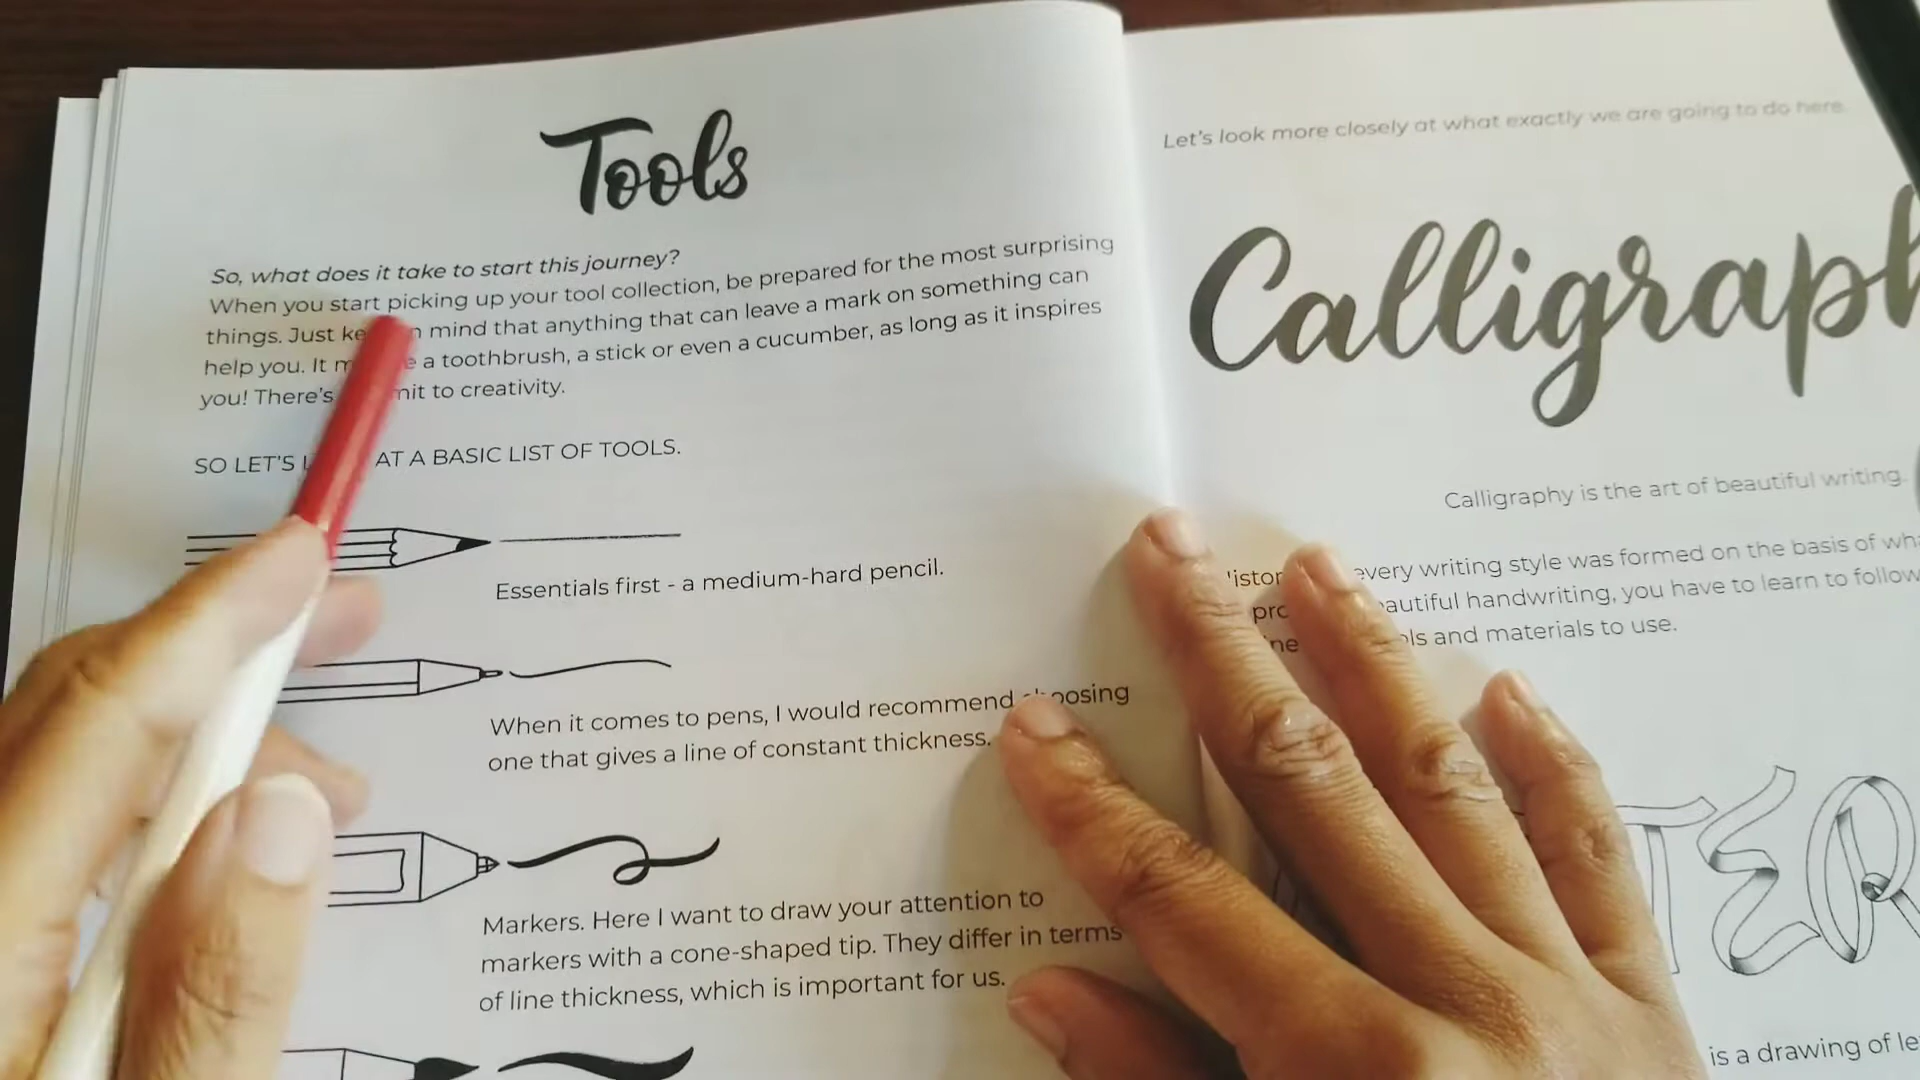 Tools
So, what does it take to start this journey?
When you start picking up your tool collection, be prepared for the most surprising
things. Just mind that anything that can leave a mark on something can
help you. It a toothbrush, a stick or even a cucumber, as long as it inspires
you! There's to creativity.
SO LET'S AT A BASIC LIST OF TOOLS.
Essentials first - a medium-hard pencil.
When it comes to pens, I would recommend
one that gives a line of constant thickness.
Markers. Here I want to draw your attention to
markers with a cone-shaped tip. They differ in terms
of line thickness, which is important for us.
Let's look more closely at what exactly we are going to do here.
Calligraph
Calligraphy is the art of beautiful writing.
every writing style was formed on the basis of
handwriting, you have to learn to follow
and materials to use.
TER
is a drawing of